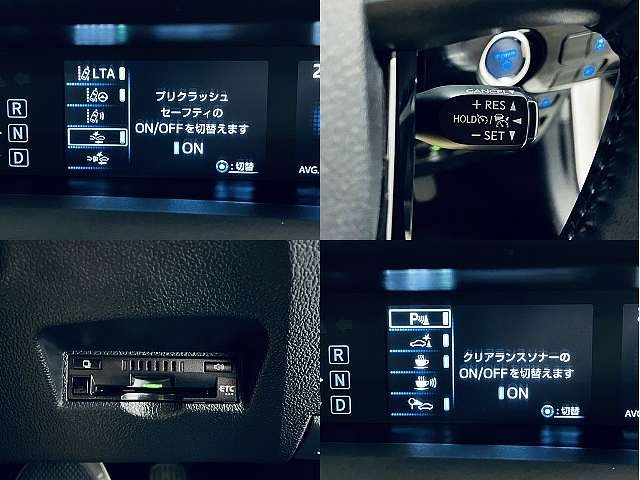 LTA
R
N
D
プリクラッシュ
セーフティの
ON/OFFを切替えます
ON
:切替
AVG.
POWER
CANCEL
+ RES
HOLD
− SET
ETC
P
R
N
D
クリアランスソナーの
ON/OFFを切替えます
ON
:切替